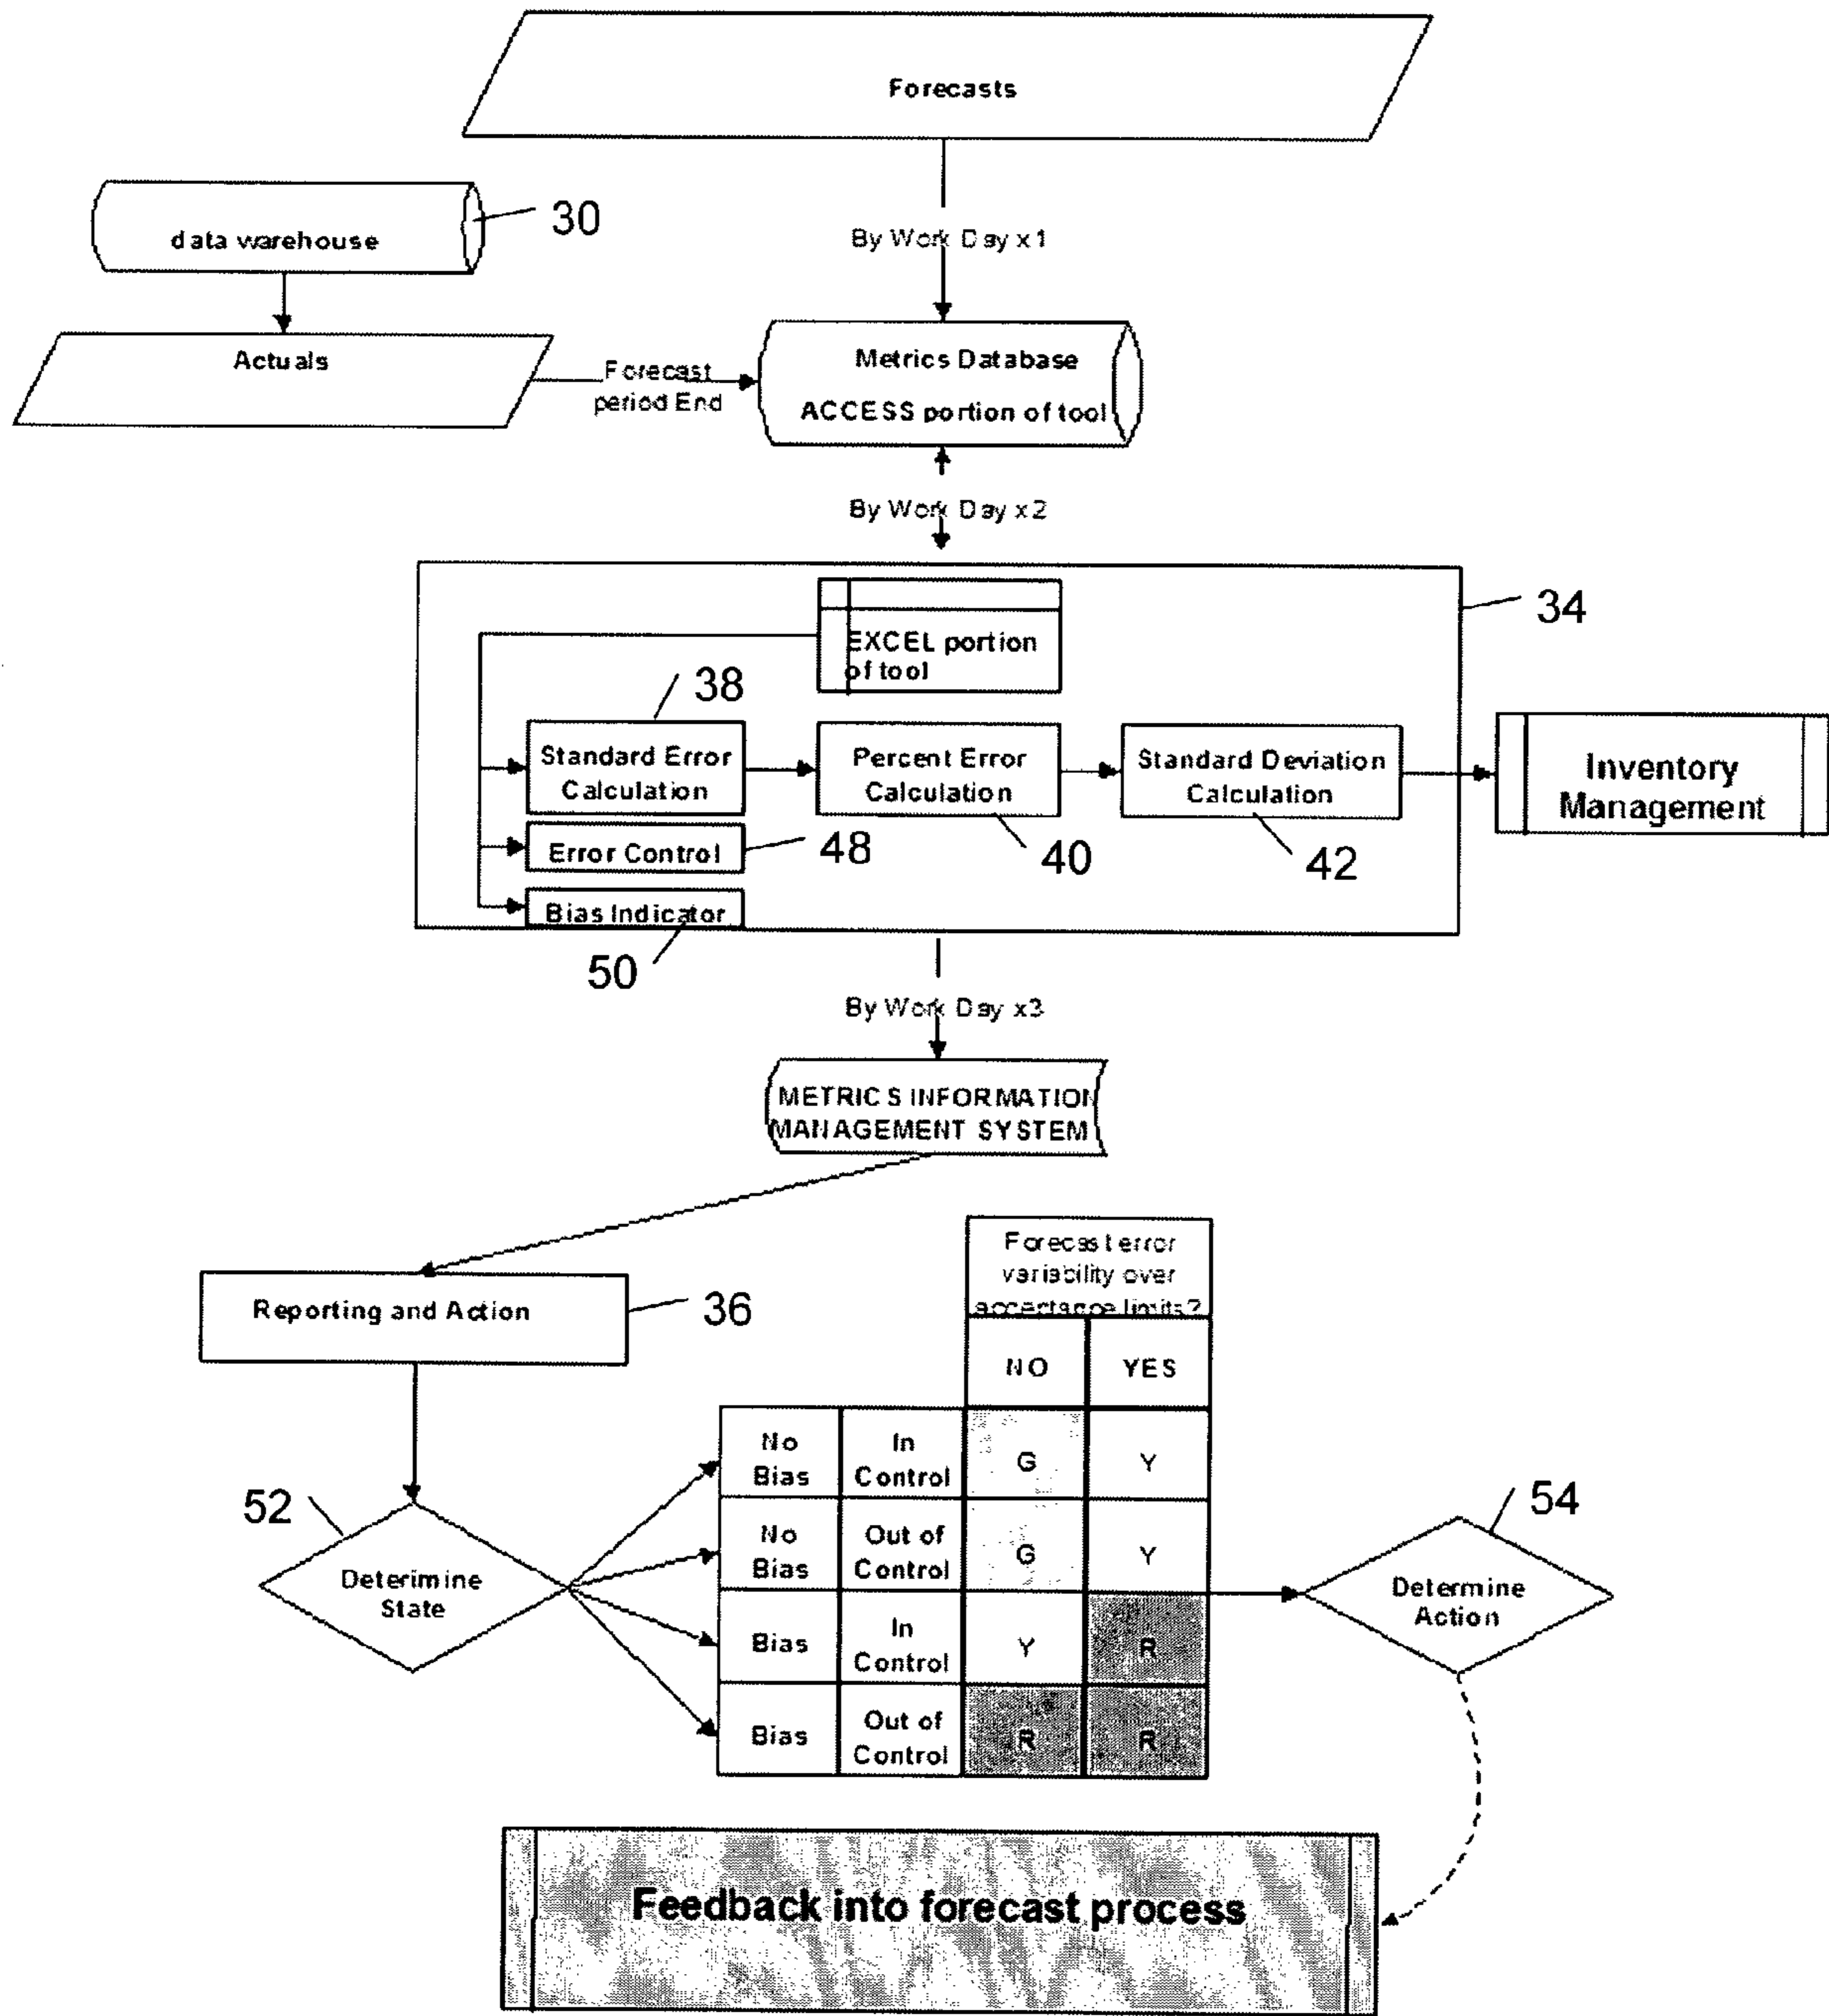 Forecasts
30
data warehouse
By Work Day x1
Actuals
Forecast
period End
Metrics Database
ACCESS portion of tool
By Work Day x2
34
EXCEL portion
of tool
38
Standard Error
Calculation
Percent Error
Calculation
Standard Deviation
Calculation
Inventory
Management
Error Control
48
40
42
Bias Indicator
50
By Work Day x3
METRICS INFORMATION
MANAGEMENT SYSTEM
Forecast error
variability over
acceptance limits?
Reporting and Action
36
NO
YES
No
Bias
In
Control
G
Y
52
54
No
Bias
Out of
Control
G
Y
Deterimine
State
Determine
Action
Bias
In
Control
Y
R
Bias
Out of
Control
R
R
Feedback into forecast process